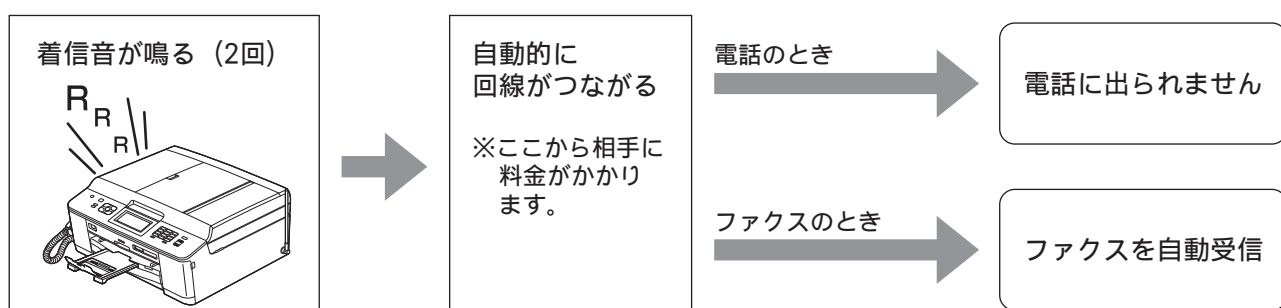 着信音が鳴る（2回）
R
R
R
自動的に
回線がつながる
※ここから相手に
料金がかかり
ます。
電話のとき
電話に出られません
ファクスのとき
ファクスを自動受信